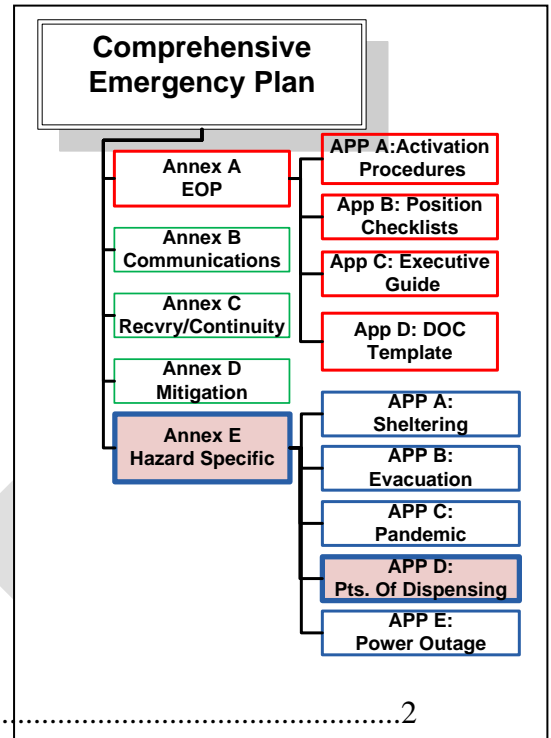 Comprehensive
Emergency Plan
Annex A
EOP
APP A:Activation
Procedures
App B: Position
Checklists
App C: Executive
Guide
App D: DOC
Template
Annex B
Communications
Annex C
Recvry/Continuity
Annex D
Mitigation
Annex E
Hazard Specific
APP A:
Sheltering
APP B:
Evacuation
APP C:
Pandemic
APP D:
Pts. Of Dispensing
APP E:
Power Outage
..........................................................2